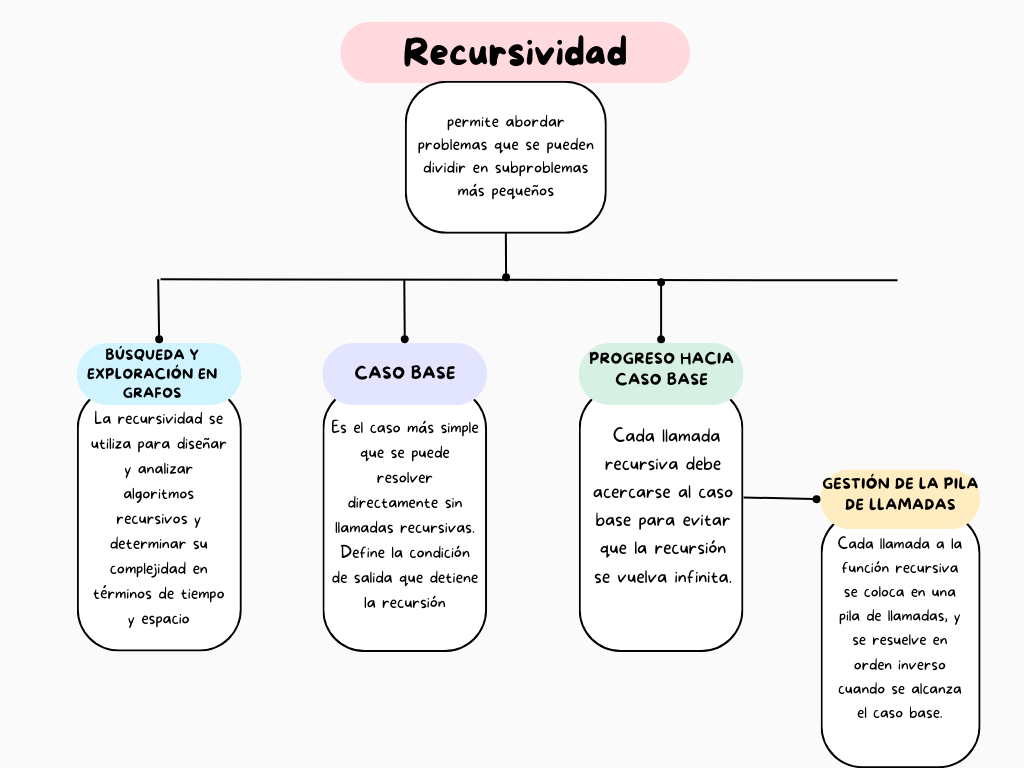 Recursividad
permite abordar
problemas que se pueden
dividir en subproblemas
más pequeños
BÚSQUEDA Y
EXPLORACIÓN EN
GRAFOS
La recursividad se
utiliza para diseñar
y analizar
algoritmos
recursivos y
determinar su
complejidad en
términos de tiempo
y espacio
CASO BASE
Es el caso más simple
que se puede
resolver
directamente sin
llamadas recursivas.
Define la condición
de salida que detiene
la recursión
PROGRESO HACIA
CASO BASE
Cada llamada
recursiva debe
acercarse al caso
base para evitar
que la recursión
se vuelva infinita.
GESTIÓN DE LA PILA
DE LLAMADAS
Cada llamada a la
función recursiva
se coloca en una
pila de llamadas, y
se resuelve en
orden inverso
cuando se alcanza
el caso base.